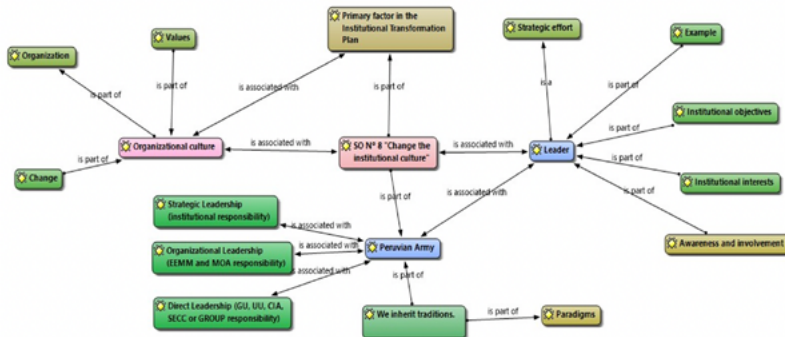 Primary factor in the
Institutional Transformation
Plan
Strategic effort
Example
Values
Organization
is part of
is part of
is associated with
is part of
is a
is part of
Institutional objectives
is part of
Organizational culture
is associated with
SO Nº 8 "Change the
institutional culture"
is associated with
Leader
is part of
Change
is part of
Institutional interests
is part of
is associated with
is part of
Strategic Leadership
(institutional responsibility)
is associated with
Awareness and involvement
Organizational Leadership
(EEMM and MOA responsibility)
is associated with
Peruvian Army
is associated with
is part of
Direct Leadership (GU, UU, CIA,
SECC or GROUP responsibility)
We inherit traditions.
is part of
Paradigms